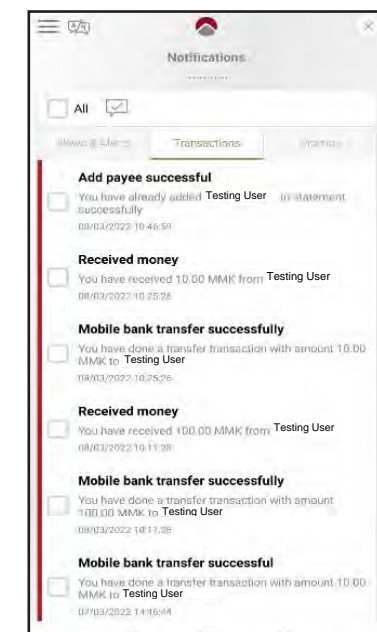 Notifications
All
News & Alerts Transactions Promos
Add payee successful
You have already added Testing User in statement
successfully
08/03/2022 10:46:59
Received money
You have received 10.00 MMK from Testing User
08/03/2022 10:25:26
Mobile bank transfer successfully
You have done a transfer transaction with amount 10.00
MMK to Testing User
08/03/2022 10:25:26
Received money
You have received 100.00 MMK from Testing User
08/03/2022 10:11:28
Mobile bank transfer successfully
You have done a transfer transaction with amount
100.00 MMK to Testing User
08/03/2022 10:11:28
Mobile bank transfer successful
You have done a transfer transaction with amount 10.00
MMK to Testing User
07/03/2022 14:46:44